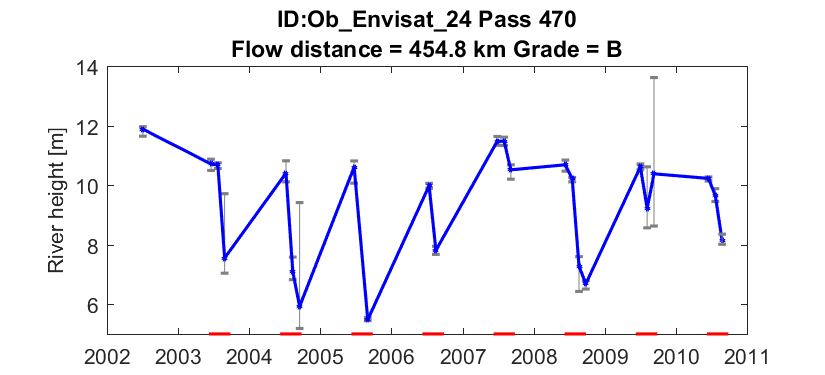 ID:Ob_Envisat_24 Pass 470
Flow distance = 454.8 km Grade = B
14
12
10
8
6
River height [m]
2002 2003 2004 2005 2006 2007 2008 2009 2010 2011